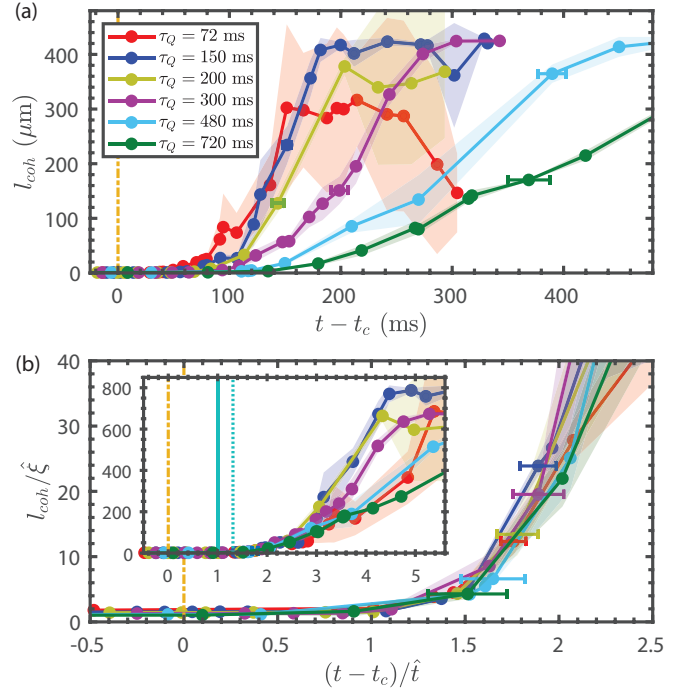 (a)
400
300
200
100
0
l_coh (μm)
τ_Q = 72 ms
τ_Q = 150 ms
τ_Q = 200 ms
τ_Q = 300 ms
τ_Q = 480 ms
τ_Q = 720 ms
0 100 200 300 400
t − t_c (ms)
(b)
40
30
20
10
0
l_coh/ξ̂
800
600
400
200
0
0 1 2 3 4 5
-0.5 0 0.5 1 1.5 2 2.5
(t − t_c)/t̂